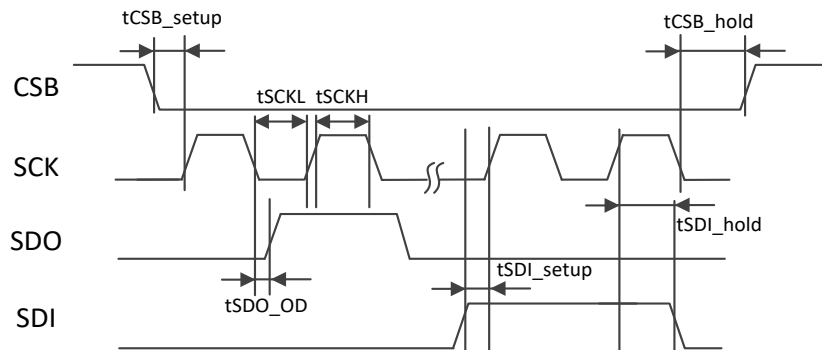 tCSB_setup
tCSB_hold
CSB
tSCKL
tSCKH
SCK
tSDI_hold
SDO
tSDI_setup
tSDO_OD
SDI